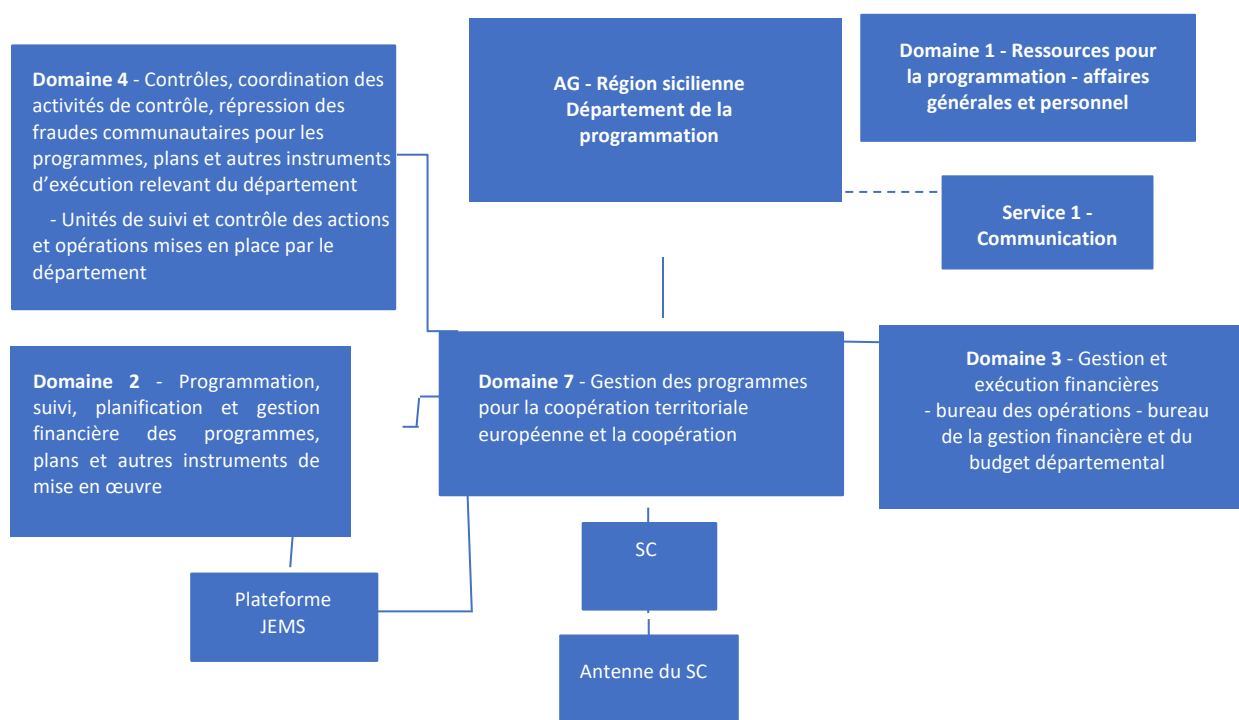 Domaine 4 - Contrôles, coordination des
activités de contrôle, répression des
fraudes communautaires pour les
programmes, plans et autres instruments
d'exécution relevant du département
- Unités de suivi et contrôle des actions
et opérations mises en place par le
département
AG - Région sicilienne
Département de la
programmation
Domaine 1 - Ressources pour
la programmation - affaires
générales et personnel
Service 1 -
Communication
Domaine 2 - Programmation,
suivi, planification et gestion
financière des programmes,
plans et autres instruments de
mise en œuvre
Domaine 7 - Gestion des programmes
pour la coopération territoriale
européenne et la coopération
Domaine 3 - Gestion et
exécution financières
- bureau des opérations - bureau
de la gestion financière et du
budget départemental
SC
Plateforme
JEMS
Antenne du SC